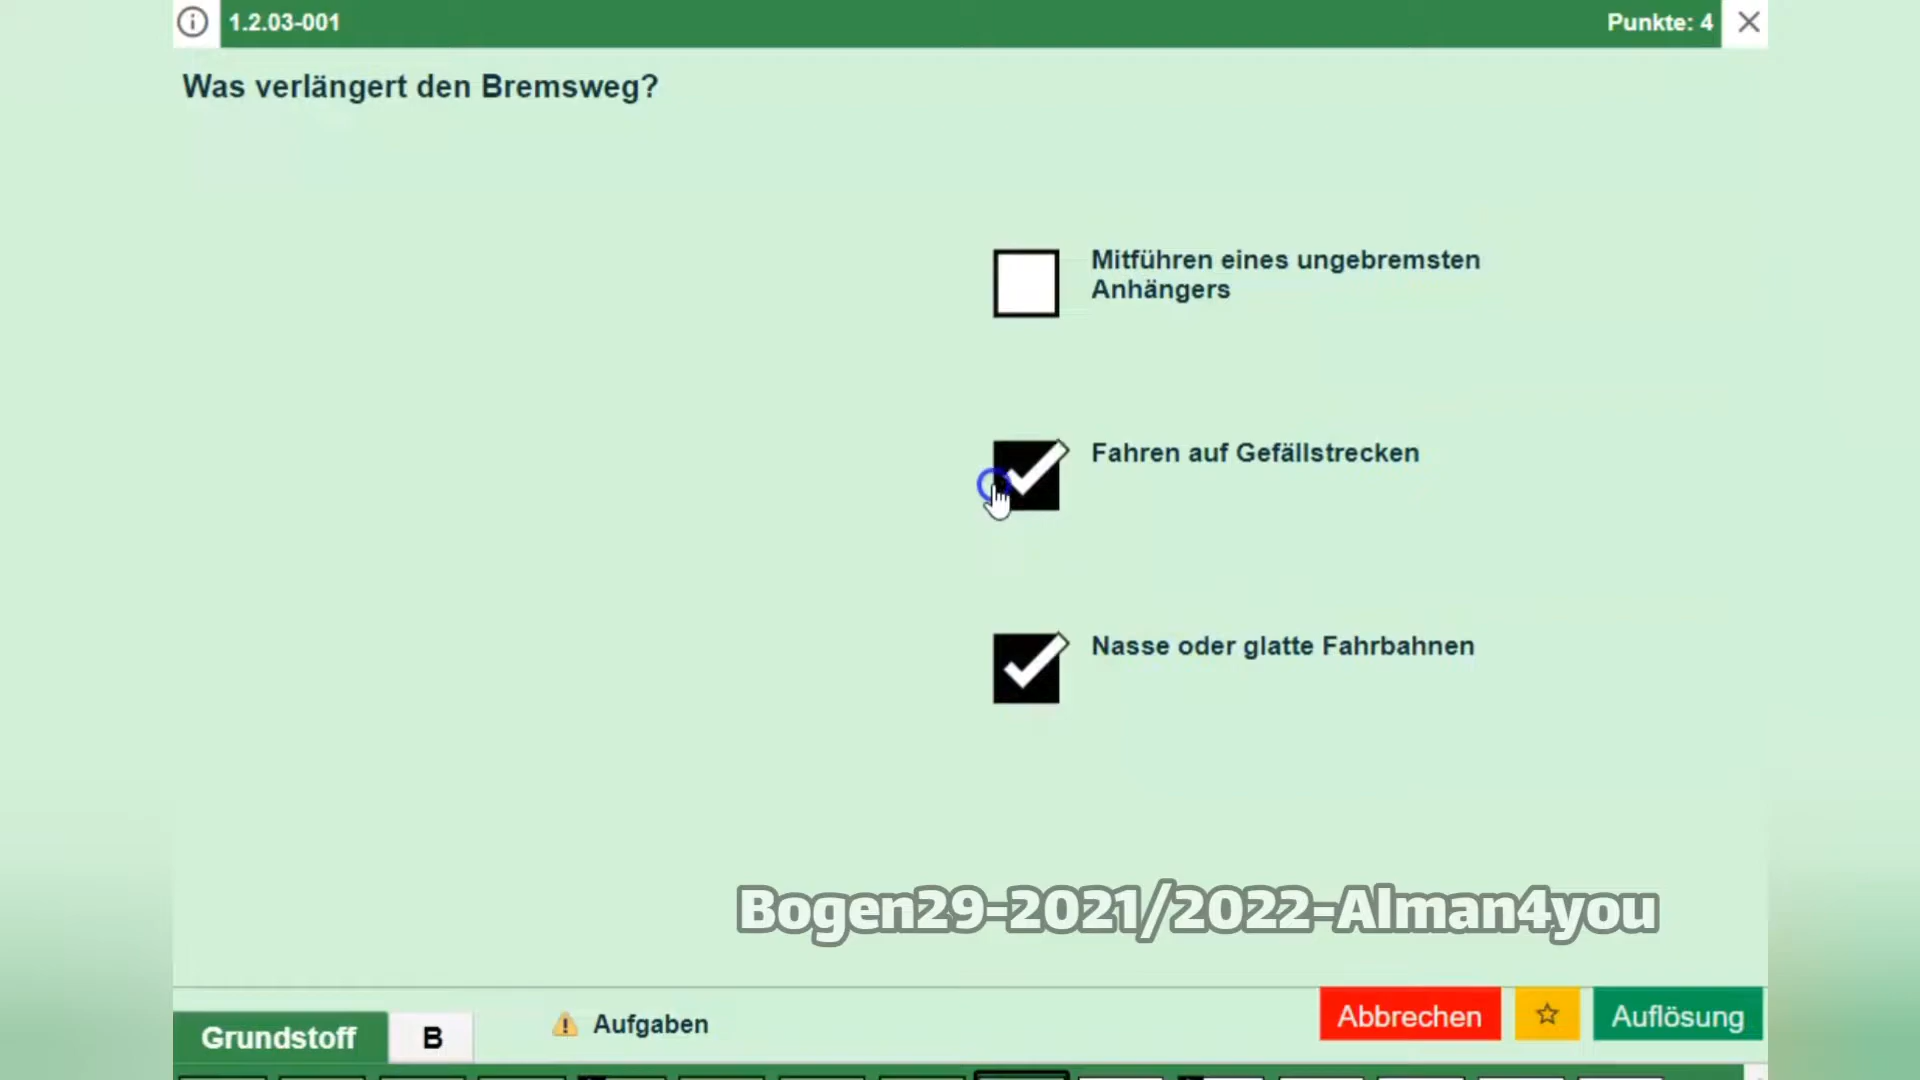 1.2.03-001
Punkte: 4
Was verlängert den Bremsweg?
Mitführen eines ungebremsten
Anhängers
Fahren auf Gefällstrecken
Nasse oder glatte Fahrbahnen
Bogen29-2021/2022-Alman4you
Grundstoff
B
Aufgaben
Abbrechen
Auflösung